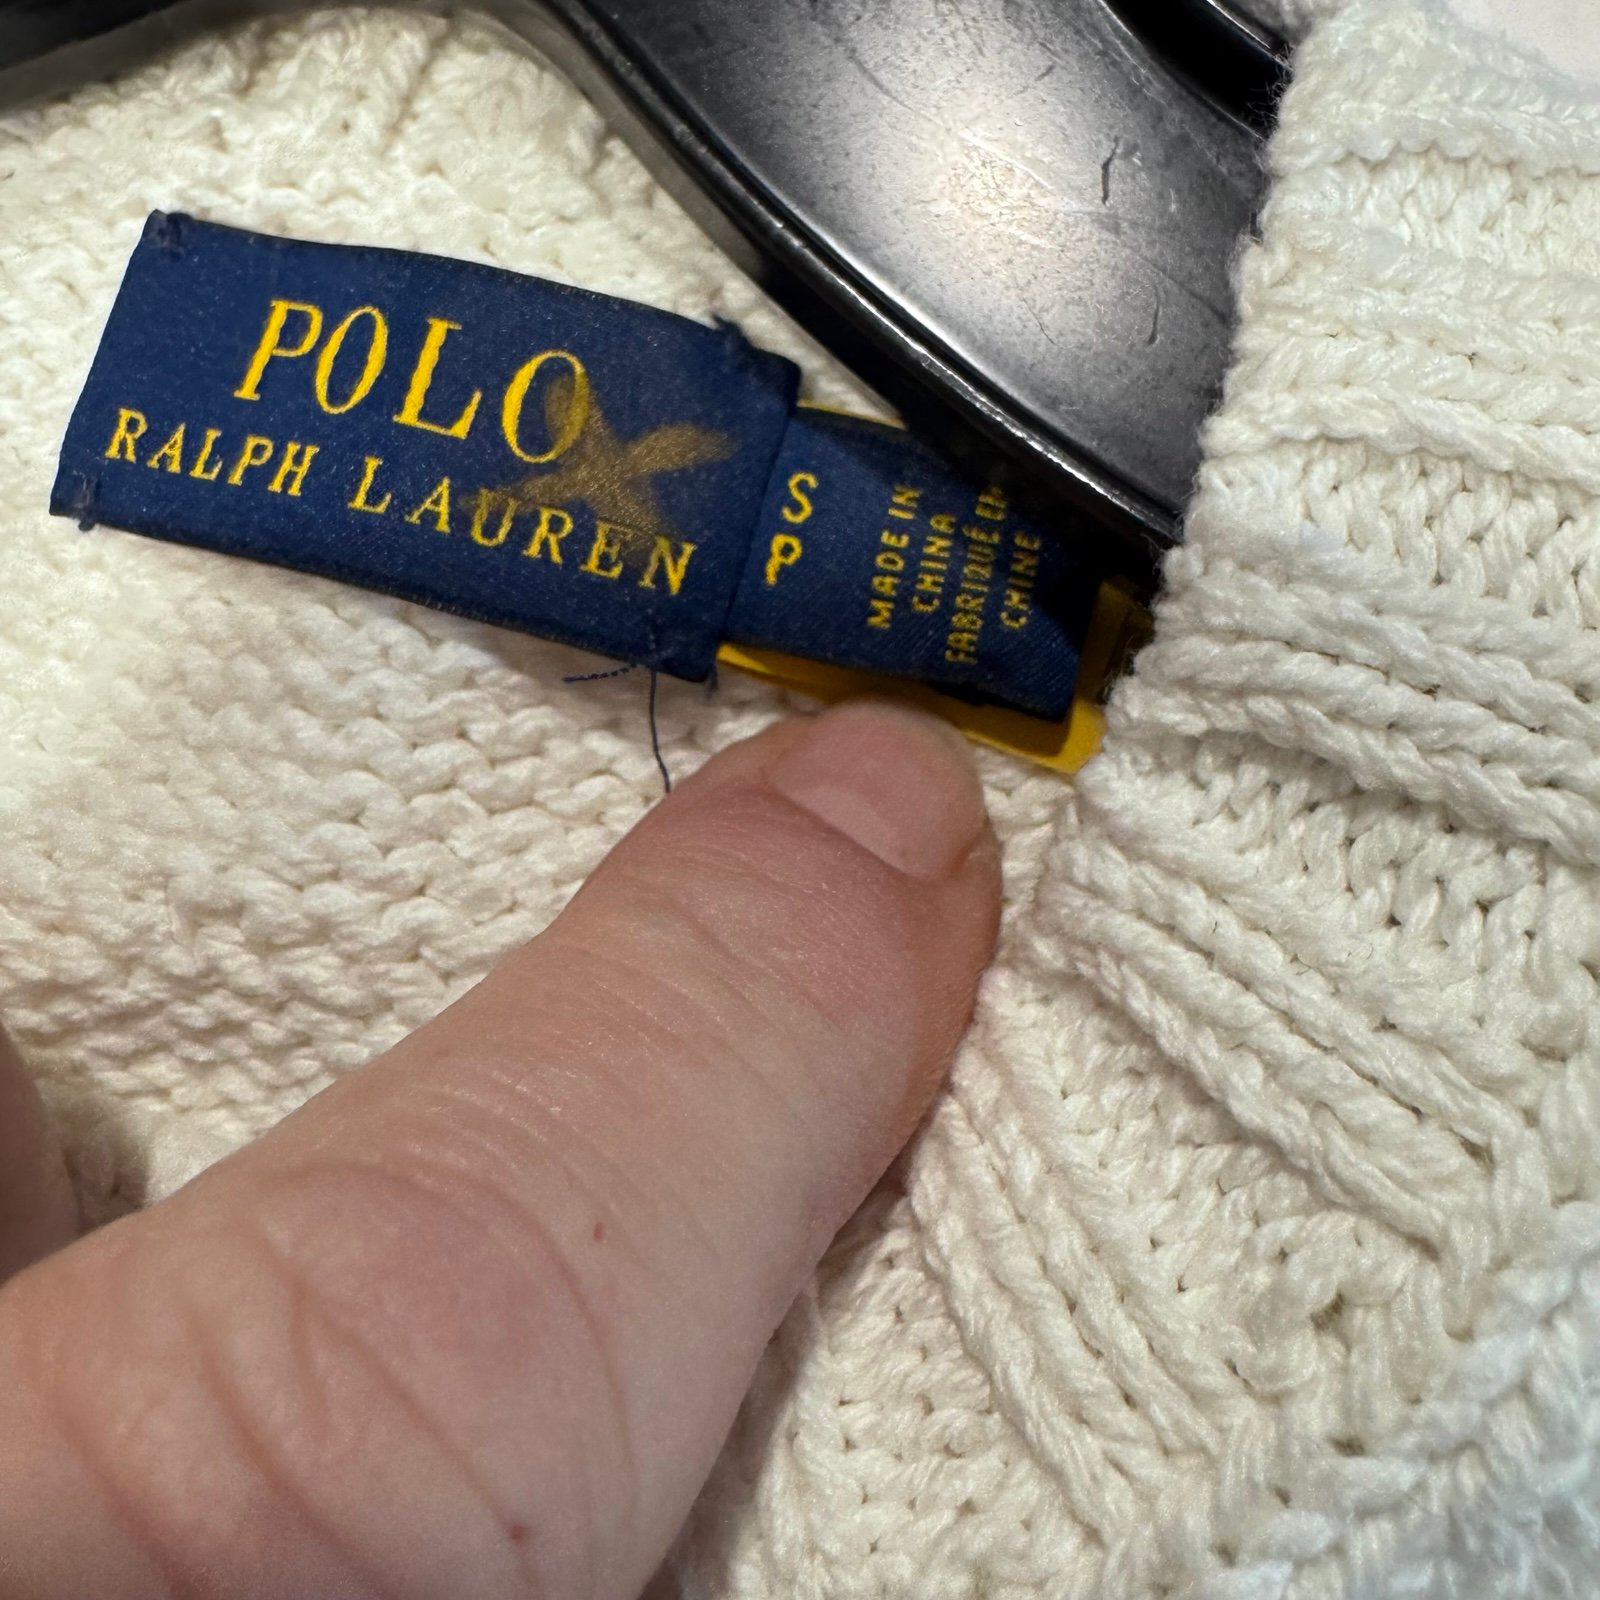 POLO
RALPH LAUREN
S
P
MADE IN
CHINA
FABRIQUÉ EN
CHINE